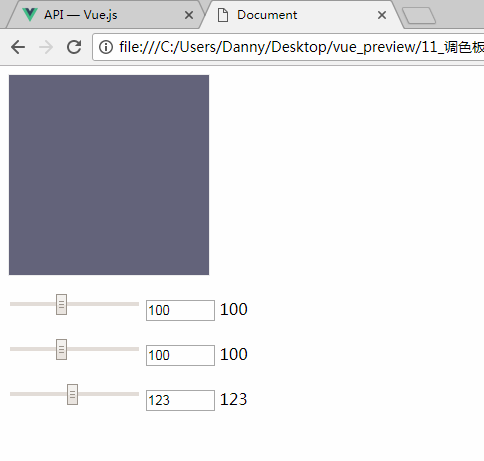 API — Vue.js
Document
file:///C:/Users/Danny/Desktop/vue_preview/11_调色板
100 100
100 100
123 123